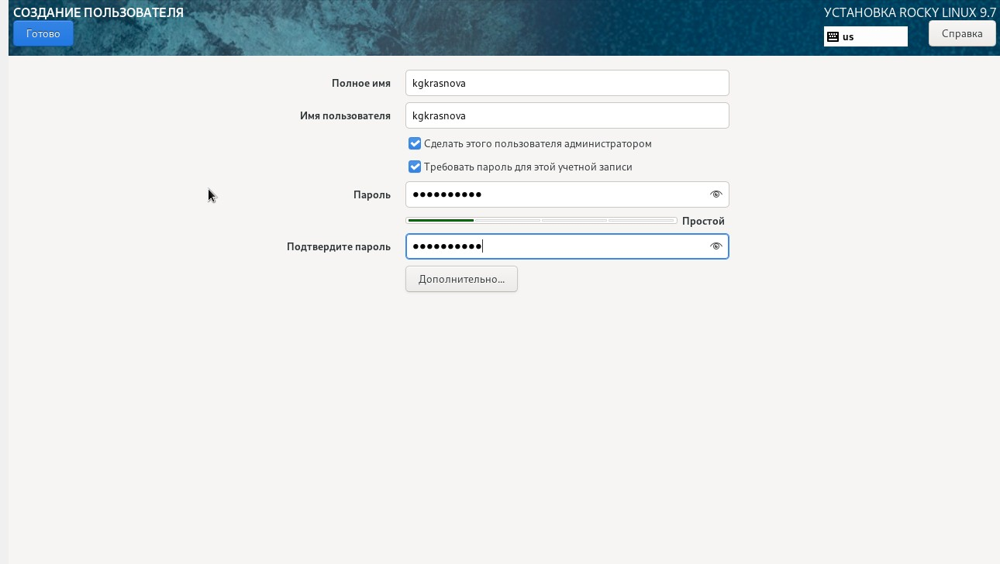 СОЗДАНИЕ ПОЛЬЗОВАТЕЛЯ
УСТАНОВКА ROCKY LINUX 9.7
Готово
us
Справка
Полное имя
kgkrasnova
Имя пользователя
kgkrasnova
Сделать этого пользователя администратором
Требовать пароль для этой учетной записи
Пароль
●●●●●●●●●●
Простой
Подтвердите пароль
●●●●●●●●●●
Дополнительно...